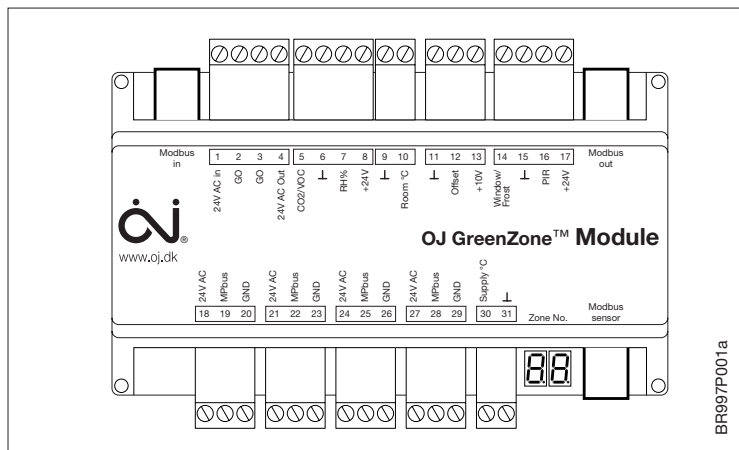 Modbus in
1 2 3 4 5 6 7 8 9 10 11 12 13 14 15 16 17
Modbus out
24V AC in
GO
GO
24V AC Out
CO2/VOC
⊥
RH%
+24V
⊥
Room °C
⊥
Offset
+10V
Window/
Frost
⊥
PIR
+24V
OJ®
www.oj.dk
OJ GreenZone™ Module
24V AC
MPbus
GND
24V AC
MPbus
GND
24V AC
MPbus
GND
24V AC
MPbus
GND
Supply °C
⊥
18 19 20 21 22 23 24 25 26 27 28 29 30 31
Zone No.
Modbus
sensor
8.8.
BR997P001a